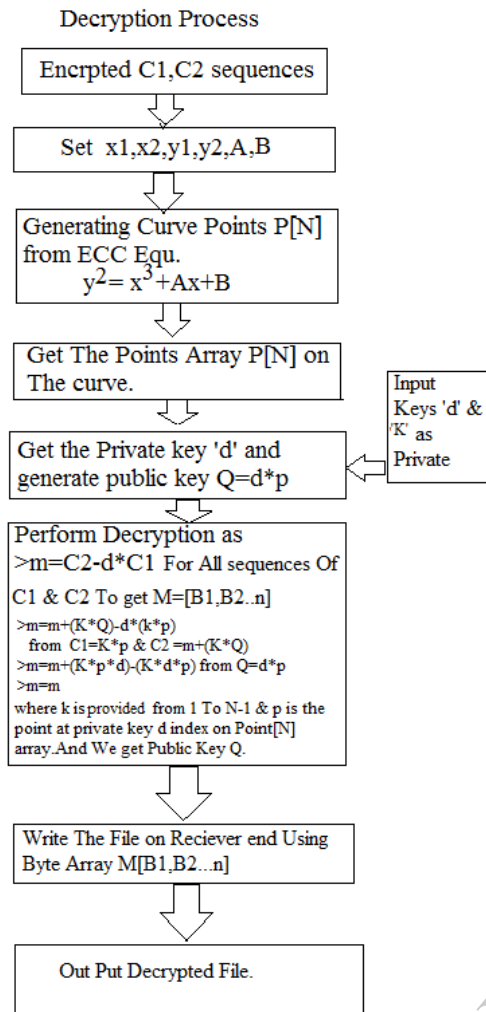 Decryption Process
Encrpted C1,C2 sequences
Set x1,x2,y1,y2,A,B
Generating Curve Points P[N]
from ECC Equ.
y²= x³+Ax+B
Get The Points Array P[N] on
The curve.
Input
Keys 'd' &
'K' as
Private
Get the Private key 'd' and
generate public key Q=d*p
Perform Decryption as
>m=C2-d*C1 For All sequences Of
C1 & C2 To get M=[B1,B2..n]
>m=m+(K*Q)-d*(k*p)
from C1=K*p & C2 =m+(K*Q)
>m=m+(K*p*d)-(K*d*p) from Q=d*p
>m=m
where k is provided from 1 To N-1 & p is the
point at private key d index on Point[N]
array.And We get Public Key Q.
Write The File on Reciever end Using
Byte Array M[B1,B2...n]
Out Put Decrypted File.